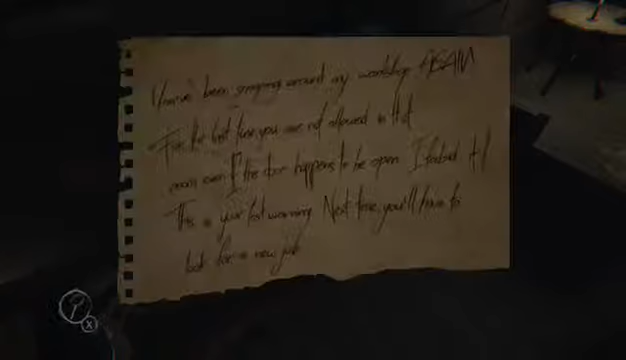 You've been snooping around my workshop AGAIN
For the last time, you are not allowed in that
room even if the door happens to be open. I forbid it!
This is your last warning. Next time, you'll have to
look for a new job
X